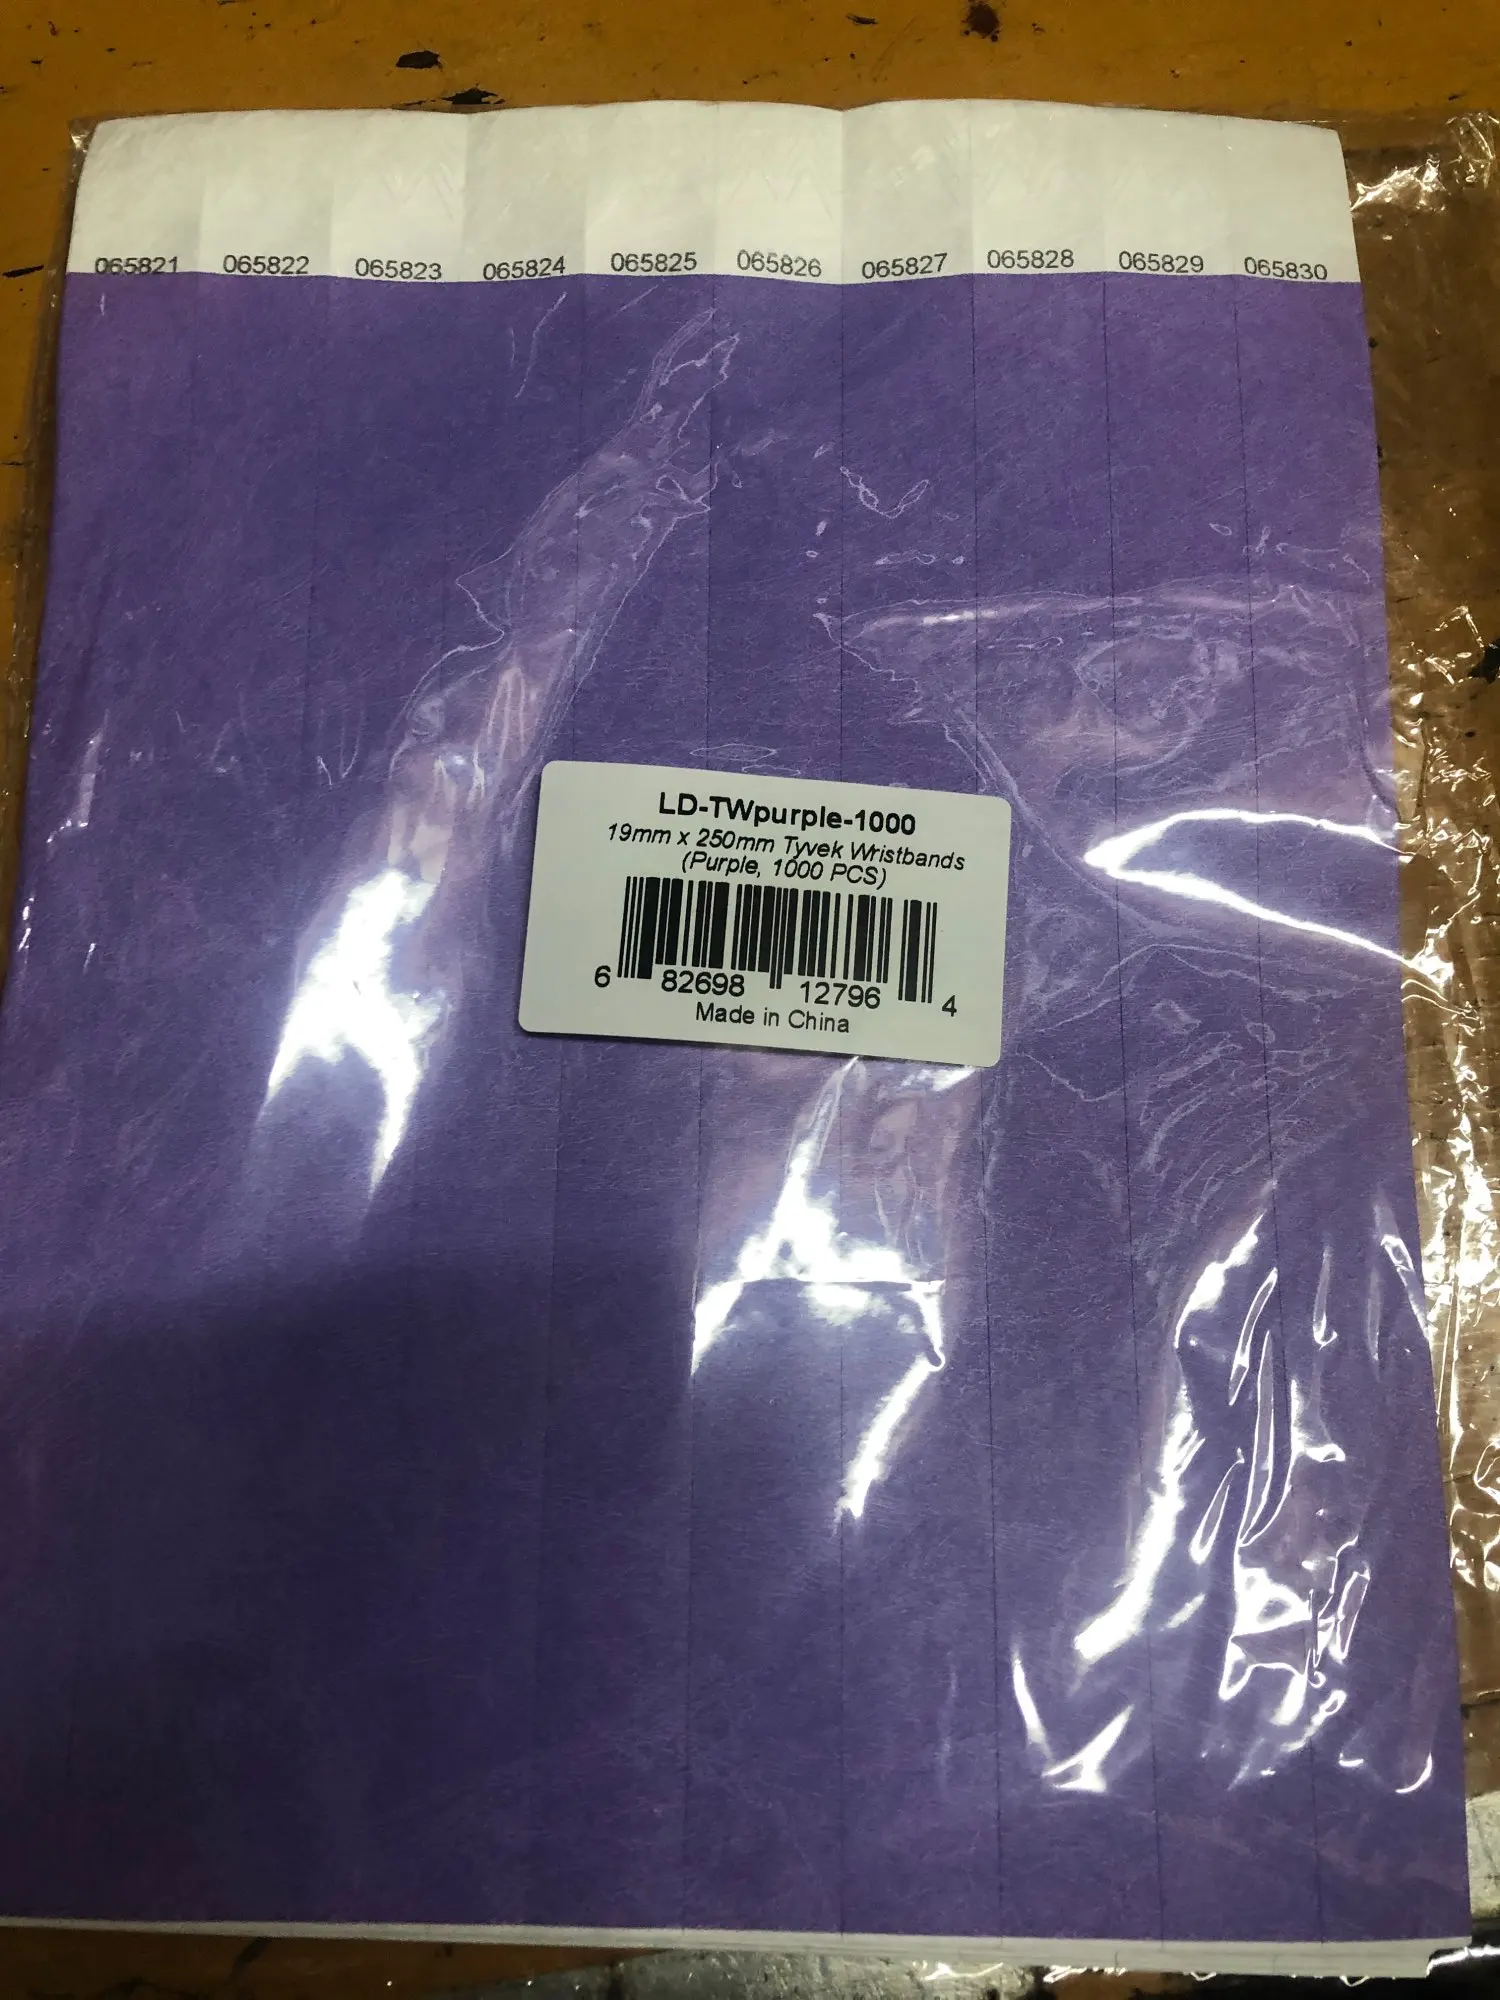 065821 065822 065823 065824 065825 065826 065827 065828 065829 065830
LD-TWpurple-1000
19mm x 250mm Tyvek Wristbands
(Purple, 1000 PCS)
6 82698 12796 4
Made in China